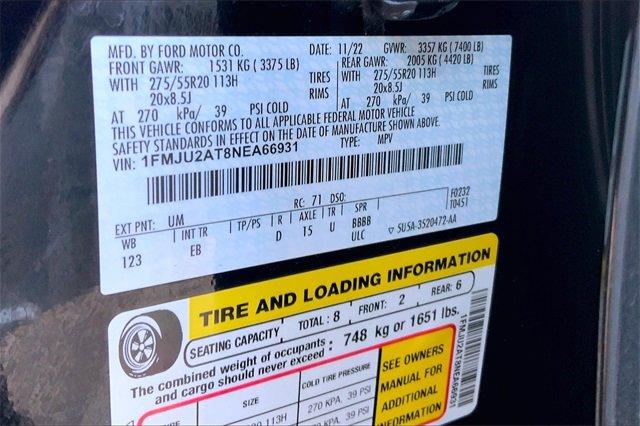 MFD. BY FORD MOTOR CO. DATE: 11/22 GVWR: 3357 KG ( 7400 LB)
FRONT GAWR: 1531 KG ( 3375 LB) REAR GAWR: 2005 KG ( 4420 LB)
WITH 275/55R20 113H TIRES WITH 275/55R20 113H TIRES
20x8.5J RIMS 20x8.5J RIMS
AT 270 kPa/ 39 PSI COLD AT 270 kPa/ 39 PSI COLD
THIS VEHICLE CONFORMS TO ALL APPLICABLE FEDERAL MOTOR VEHICLE
SAFETY STANDARDS IN EFFECT ON THE DATE OF MANUFACTURE SHOWN ABOVE.
VIN: 1FMJU2AT8NEA66931 TYPE: MPV
F0232
T0451
EXT PNT: UM RC: 71 DSO:
WB INT TR TP/PS R AXLE TR SPR
123 EB D 15 U BBBB
ULC ▽ 5U5A-3520472-AA
TIRE AND LOADING INFORMATION
SEATING CAPACITY TOTAL: 8 FRONT: 2 REAR: 6
The combined weight of occupants
and cargo should never exceed : 748 kg or 1651 lbs.
SIZE COLD TIRE PRESSURE
270 KPA, 39 PSI
SEE OWNERS
MANUAL FOR
ADDITIONAL
INFORMATION
1FMJU2AT8NEA66931